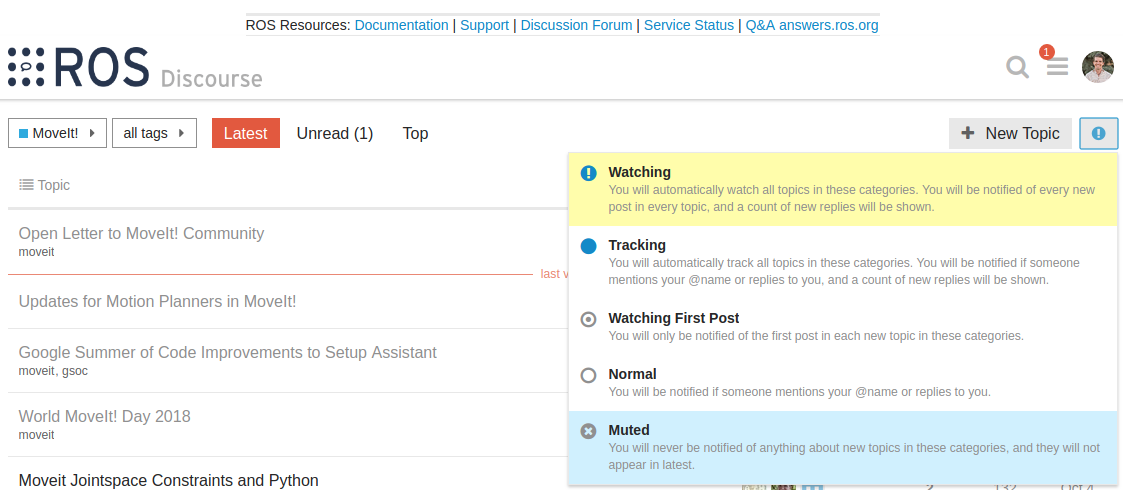 ROS Resources: Documentation | Support | Discussion Forum | Service Status | Q&A answers.ros.org
ROS Discourse
1
MoveIt! all tags Latest Unread (1) Top New Topic
Topic
Open Letter to MoveIt! Community
moveit
last v
Updates for Motion Planners in MoveIt!
Google Summer of Code Improvements to Setup Assistant
moveit, gsoc
World MoveIt! Day 2018
moveit
Moveit Jointspace Constraints and Python
Watching
You will automatically watch all topics in these categories. You will be notified of every new
post in every topic, and a count of new replies will be shown.
Tracking
You will automatically track all topics in these categories. You will be notified if someone
mentions your @name or replies to you, and a count of new replies will be shown.
Watching First Post
You will only be notified of the first post in each new topic in these categories.
Normal
You will be notified if someone mentions your @name or replies to you.
Muted
You will never be notified of anything about new topics in these categories, and they will not
appear in latest.